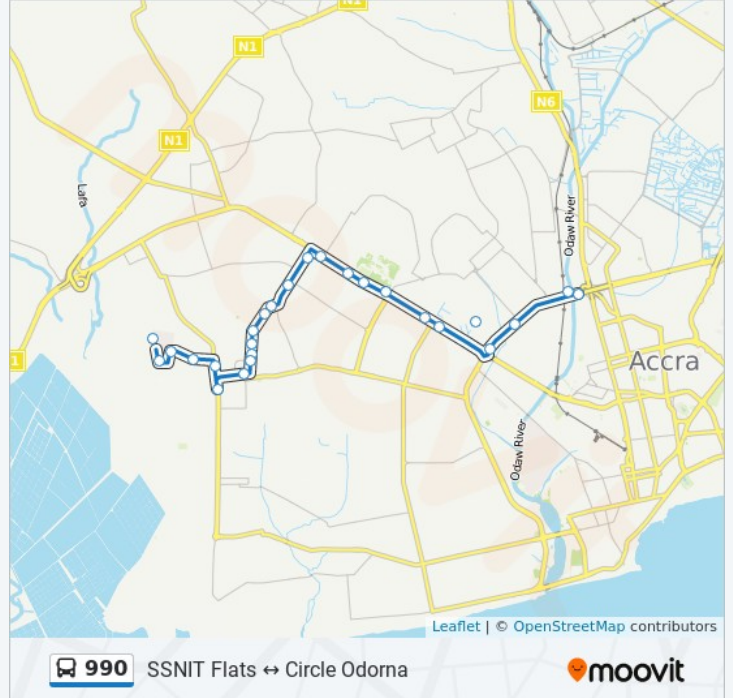 N1
N1
N6
N1
Lafa
Odaw River
Accra
1
Odaw River
Leaflet | © OpenStreetMap contributors
990 SSNIT Flats ↔ Circle Odorna
moovit